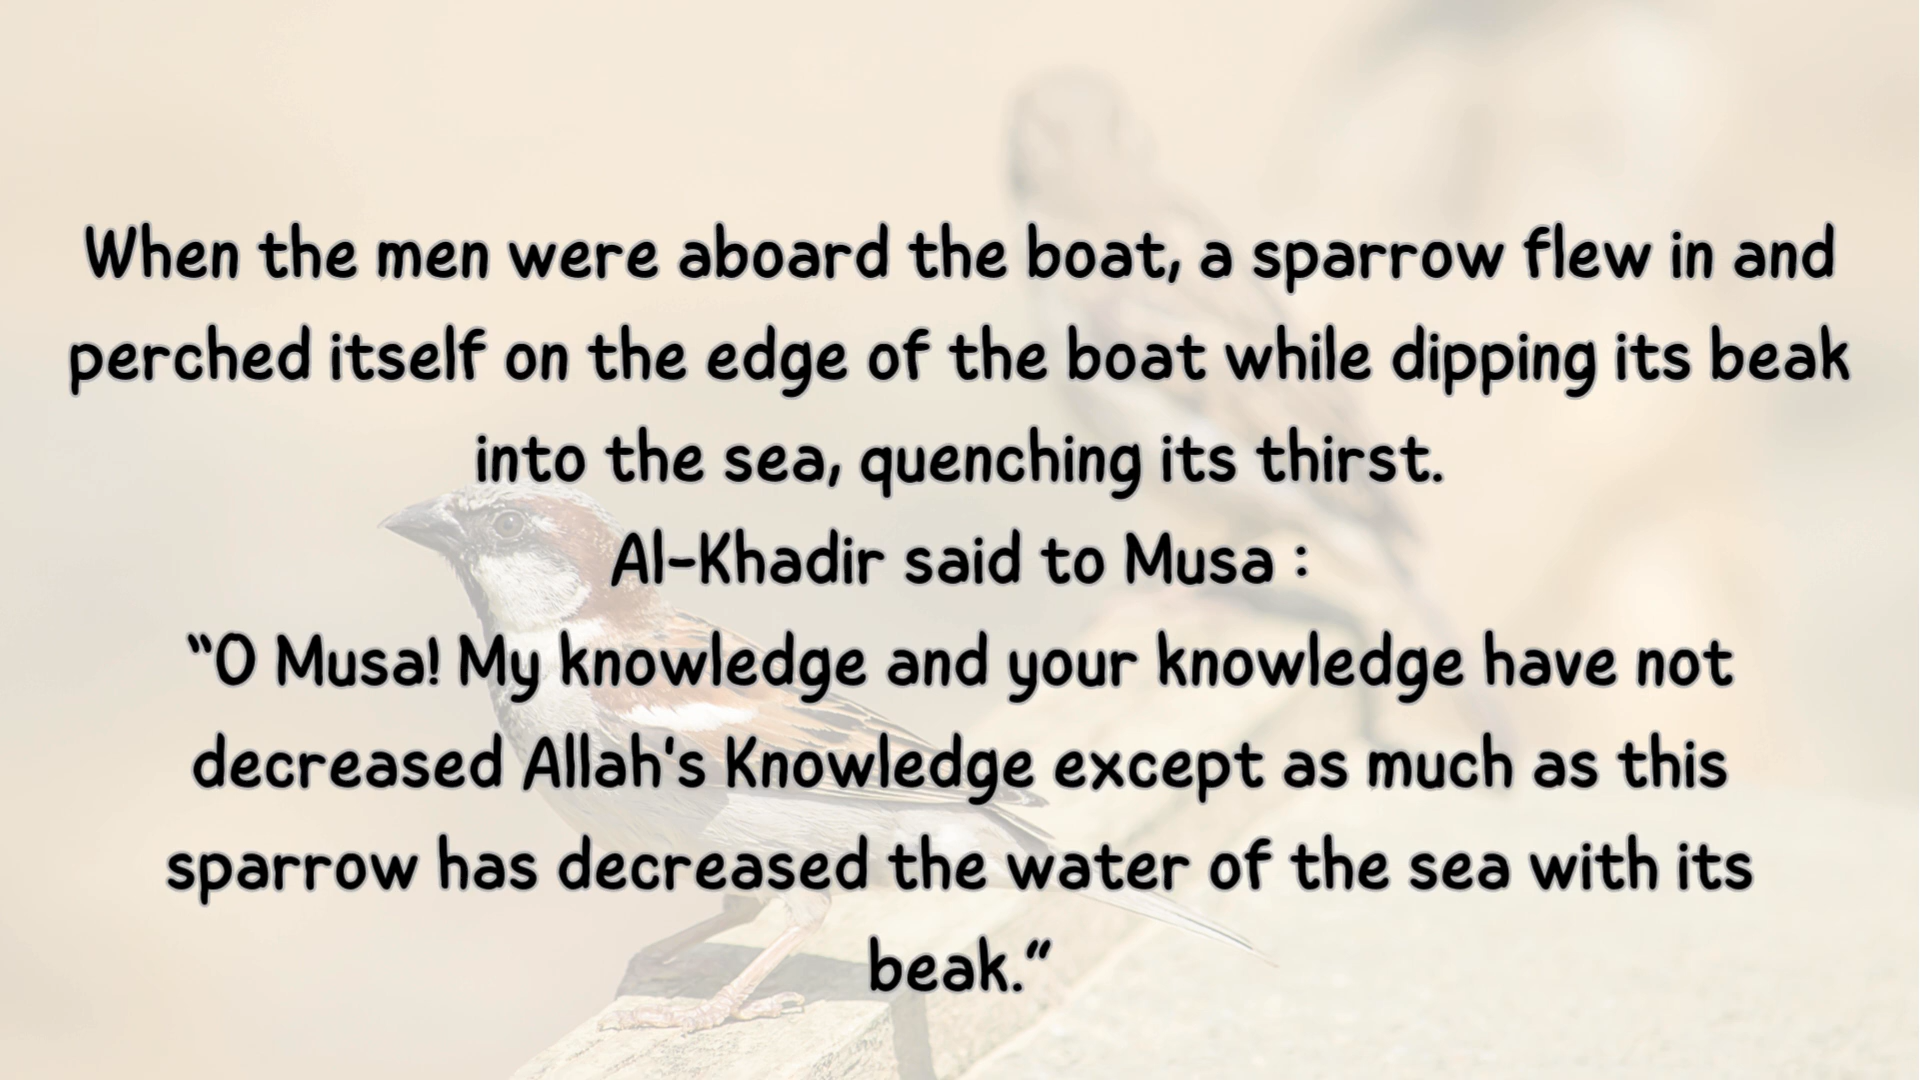 When the men were aboard the boat, a sparrow flew in and
perched itself on the edge of the boat while dipping its beak
into the sea, quenching its thirst.
Al-Khadir said to Musa :
“O Musa! My knowledge and your knowledge have not
decreased Allah's Knowledge except as much as this
sparrow has decreased the water of the sea with its
beak.“